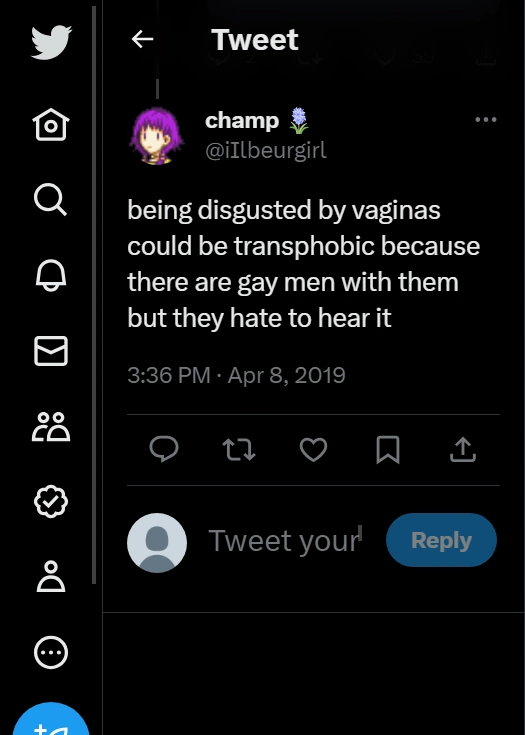 Tweet
champ
@iIlbeurgirl
being disgusted by vaginas
could be transphobic because
there are gay men with them
but they hate to hear it
3:36 PM · Apr 8, 2019
Tweet your
Reply